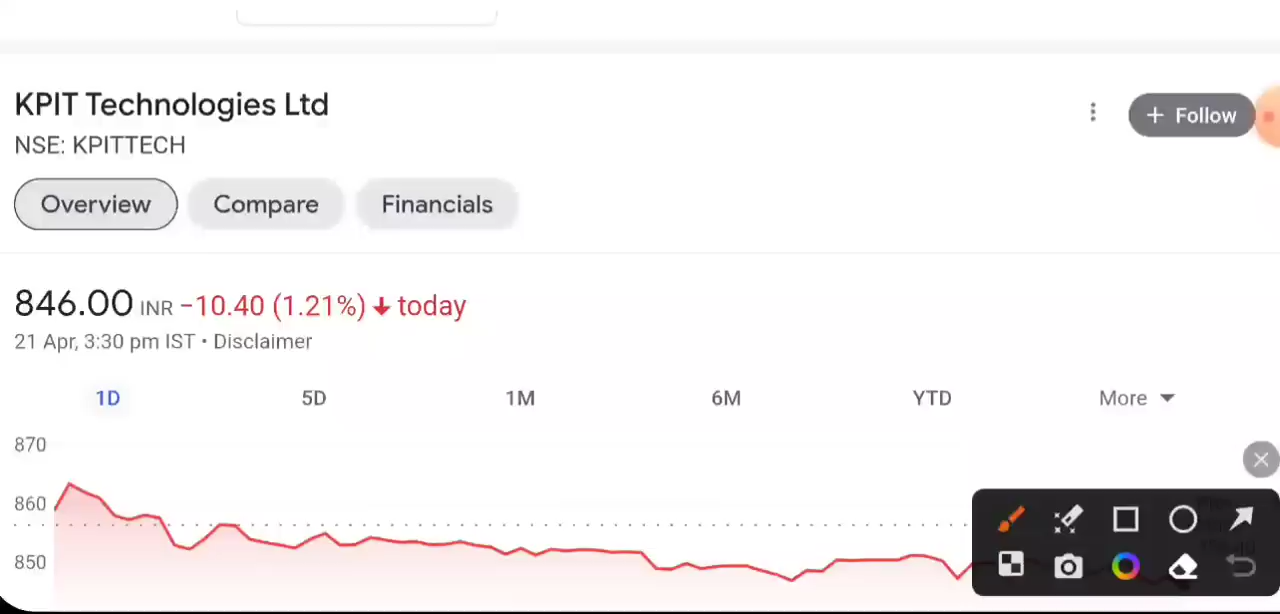 KPIT Technologies Ltd
NSE: KPITTECH
+ Follow
Overview Compare Financials
846.00 INR −10.40 (1.21%) ↓ today
21 Apr, 3:30 pm IST • Disclaimer
1D 5D 1M 6M YTD More
870
860
850